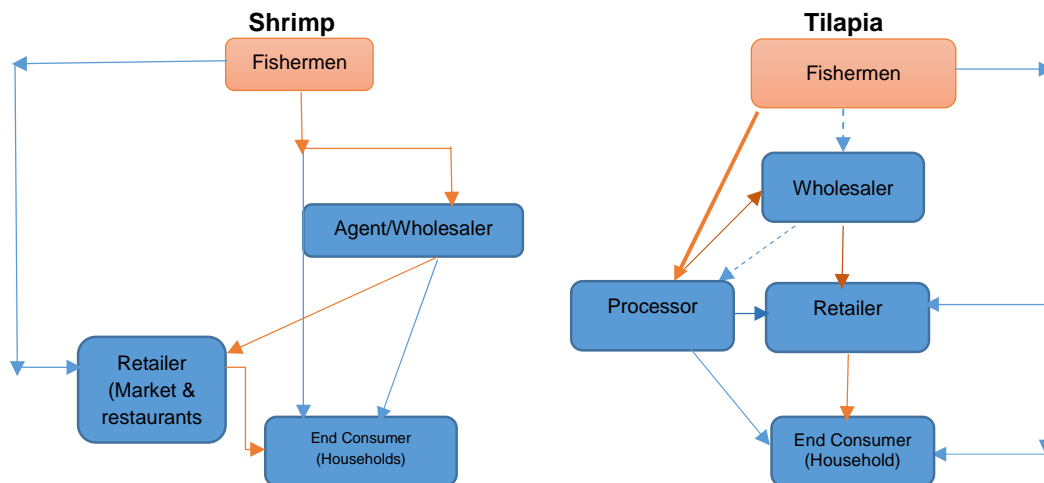 Shrimp
Fishermen
Agent/Wholesaler
Retailer
(Market &
restaurants
End Consumer
(Households)
Tilapia
Fishermen
Wholesaler
Processor
Retailer
End Consumer
(Household)